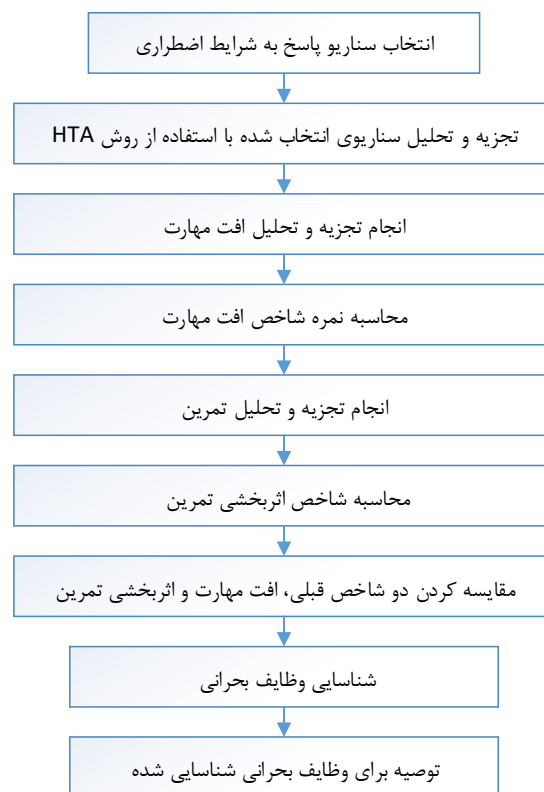 انتخاب سناریو پاسخ به شرایط اضطراری
تجزیه و تحلیل سناریوی انتخاب شده با استفاده از روش HTA
انجام تجزیه و تحلیل افت مهارت
محاسبه نمره شاخص افت مهارت
انجام تجزیه و تحلیل تمرین
محاسبه شاخص اثربخشی تمرین
مقایسه کردن دو شاخص قبلی، افت مهارت و اثربخشی تمرین
شناسایی وظایف بحرانی
توصیه برای وظایف بحرانی شناسایی شده